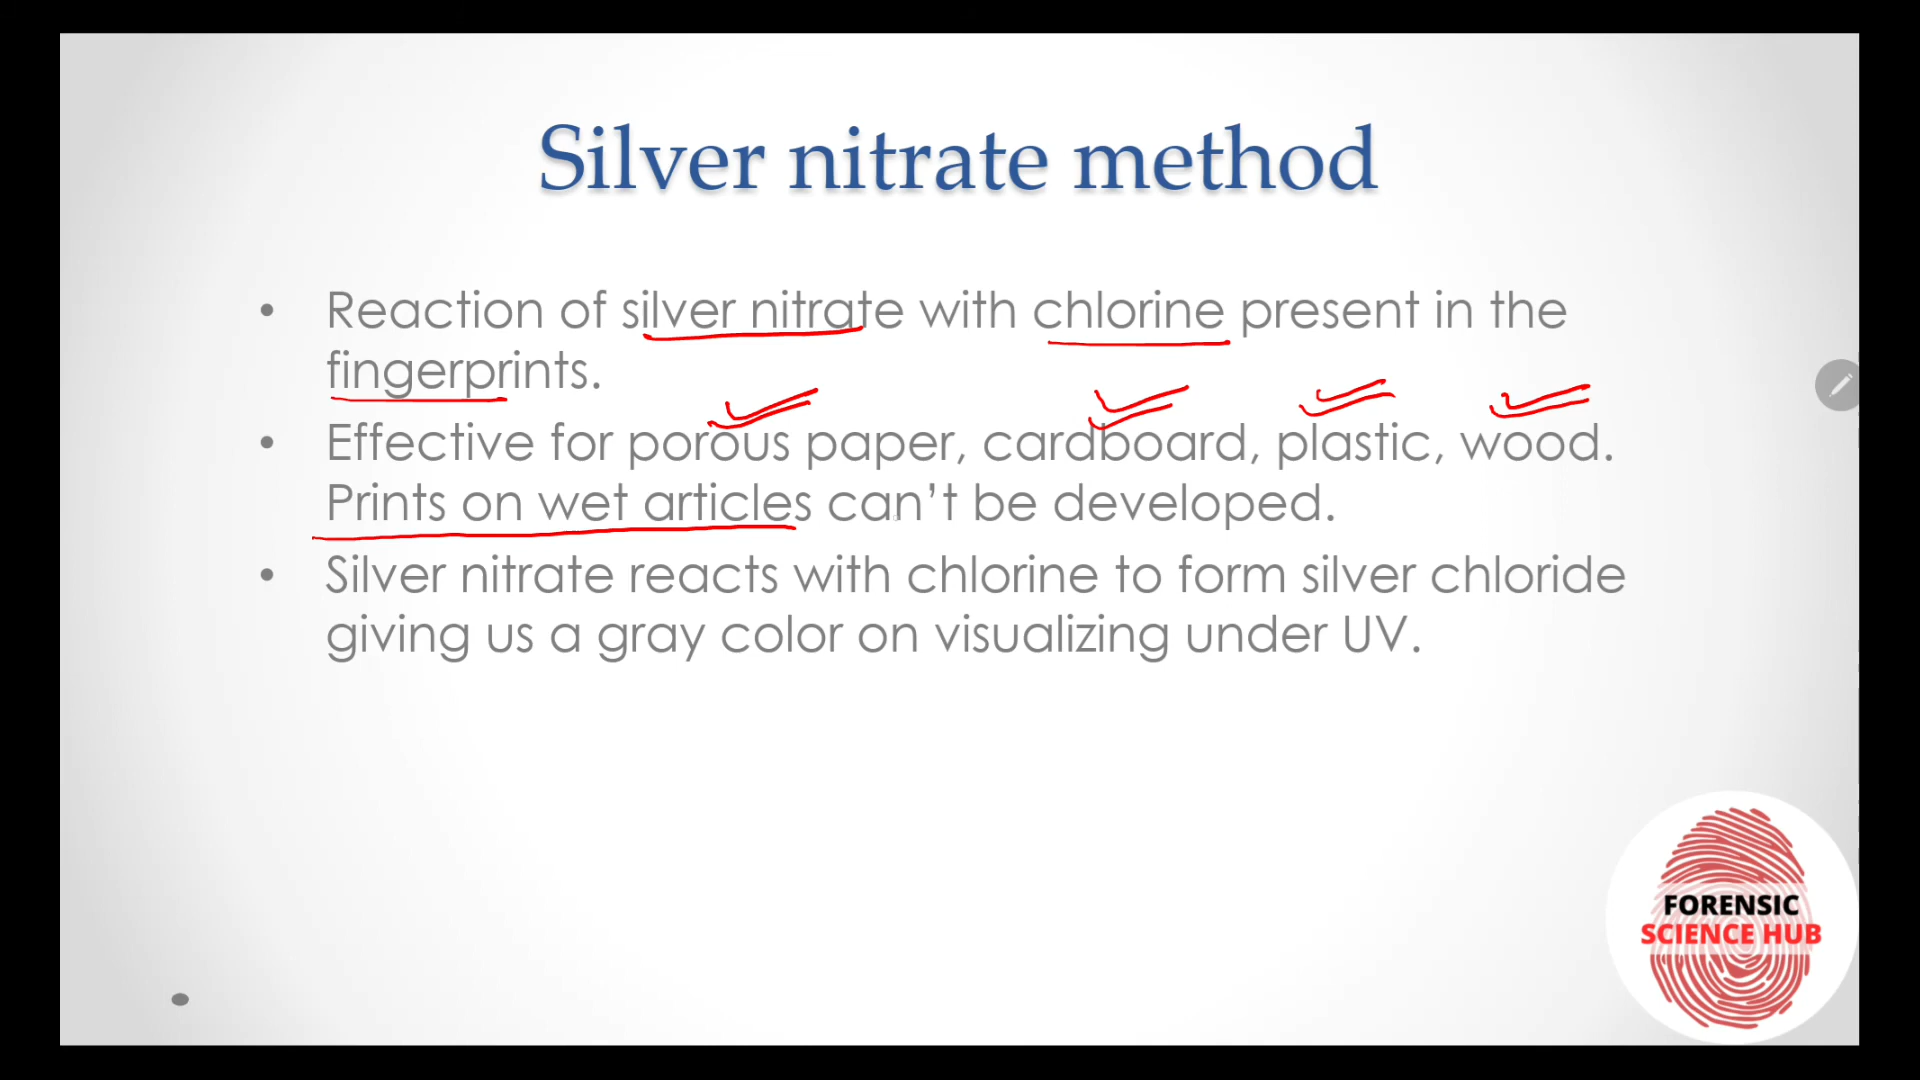 Silver nitrate method
• Reaction of silver nitrate with chlorine present in the
fingerprints.
• Effective for porous paper, cardboard, plastic, wood.
Prints on wet articles can't be developed.
• Silver nitrate reacts with chlorine to form silver chloride
giving us a gray color on visualizing under UV.
FORENSIC
SCIENCE HUB